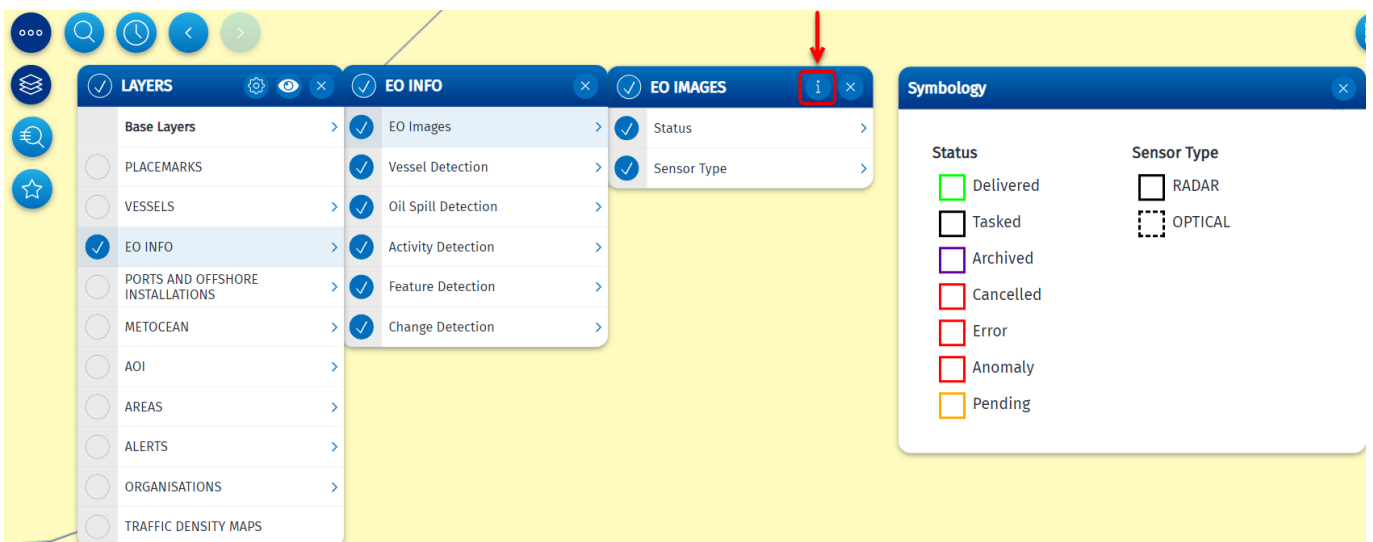 LAYERS
Base Layers
PLACEMARKS
VESSELS
EO INFO
PORTS AND OFFSHORE
INSTALLATIONS
METOCEAN
AOI
AREAS
ALERTS
ORGANISATIONS
TRAFFIC DENSITY MAPS
EO INFO
EO Images
Vessel Detection
Oil Spill Detection
Activity Detection
Feature Detection
Change Detection
EO IMAGES
i
Status
Sensor Type
Symbology
Status
Delivered
Tasked
Archived
Cancelled
Error
Anomaly
Pending
Sensor Type
RADAR
OPTICAL